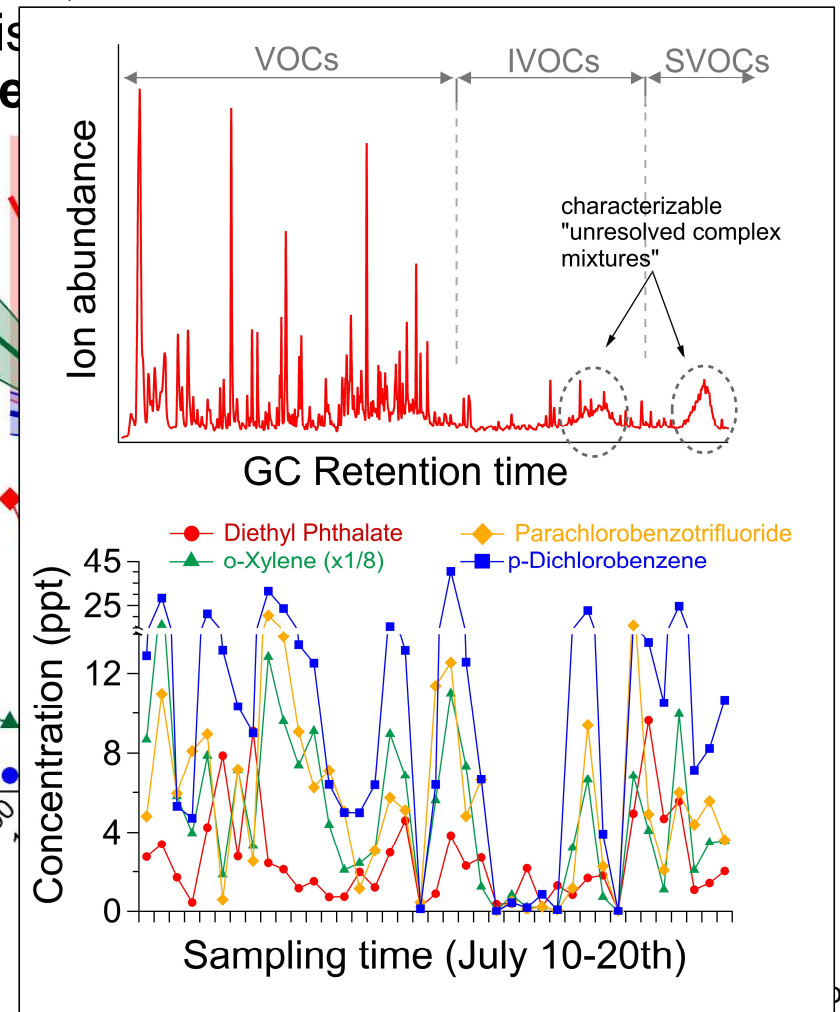 is
e
VOCs
IVOCs
SVOCs
Ion abundance
characterizable
"unresolved complex
mixtures"
GC Retention time
Diethyl Phthalate
Parachlorobenzotrifluoride
o-Xylene (x1/8)
p-Dichlorobenzene
Concentration (ppt)
45
25
12
8
4
0
Sampling time (July 10-20th)